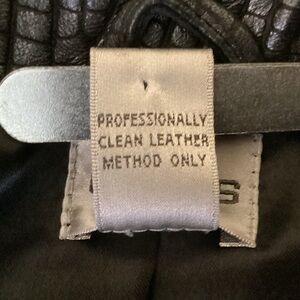 PROFESSIONALLY
CLEAN LEATHER
METHOD ONLY
S